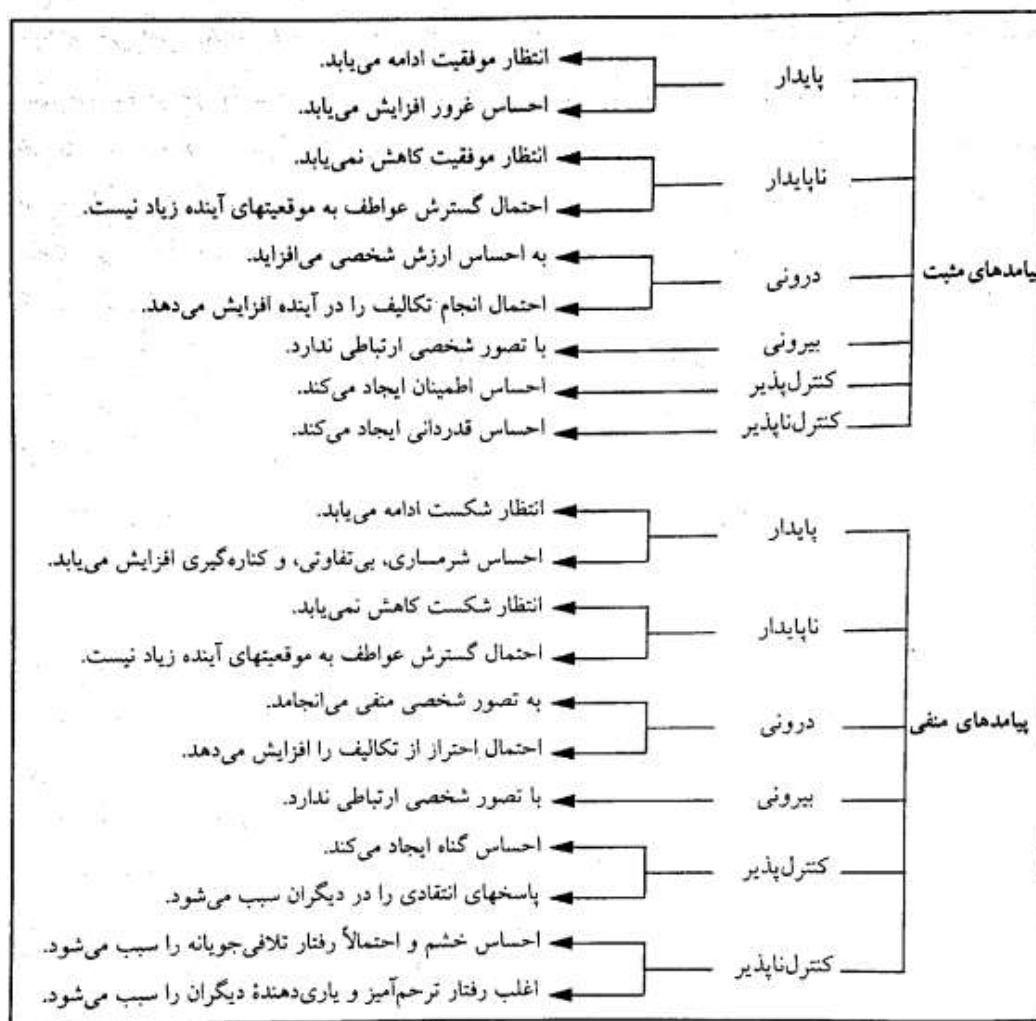 انتظار موفقیت ادامه می‌یابد.
پایدار
احساس غرور افزایش می‌یابد.
انتظار موفقیت کاهش نمی‌یابد.
ناپایدار
احتمال گسترش عواطف به موقعیتهای آینده زیاد نیست.
به احساس ارزش شخصی می‌افزاید.
پیامدهای مثبت
درونی
احتمال انجام تکالیف را در آینده افزایش می‌دهد.
بیرونی
با تصور شخصی ارتباطی ندارد.
کنترل‌پذیر
احساس اطمینان ایجاد می‌کند.
کنترل‌ناپذیر
احساس قدردانی ایجاد می‌کند.
انتظار شکست ادامه می‌یابد.
پایدار
احساس شرمساری، بی‌تفاوتی، و کناره‌گیری افزایش می‌یابد.
انتظار شکست کاهش نمی‌یابد.
ناپایدار
احتمال گسترش عواطف به موقعیتهای آینده زیاد نیست.
به تصور شخصی منفی می‌انجامد.
پیامدهای منفی
درونی
احتمال احتراز از تکالیف را افزایش می‌دهد.
بیرونی
با تصور شخصی ارتباطی ندارد.
احساس گناه ایجاد می‌کند.
کنترل‌پذیر
پاسخهای انتقادی را در دیگران سبب می‌شود.
احساس خشم و احتمالاً رفتار تلافی‌جویانه را سبب می‌شود.
کنترل‌ناپذیر
اغلب رفتار ترحم‌آمیز و یاری‌دهندهٔ دیگران را سبب می‌شود.